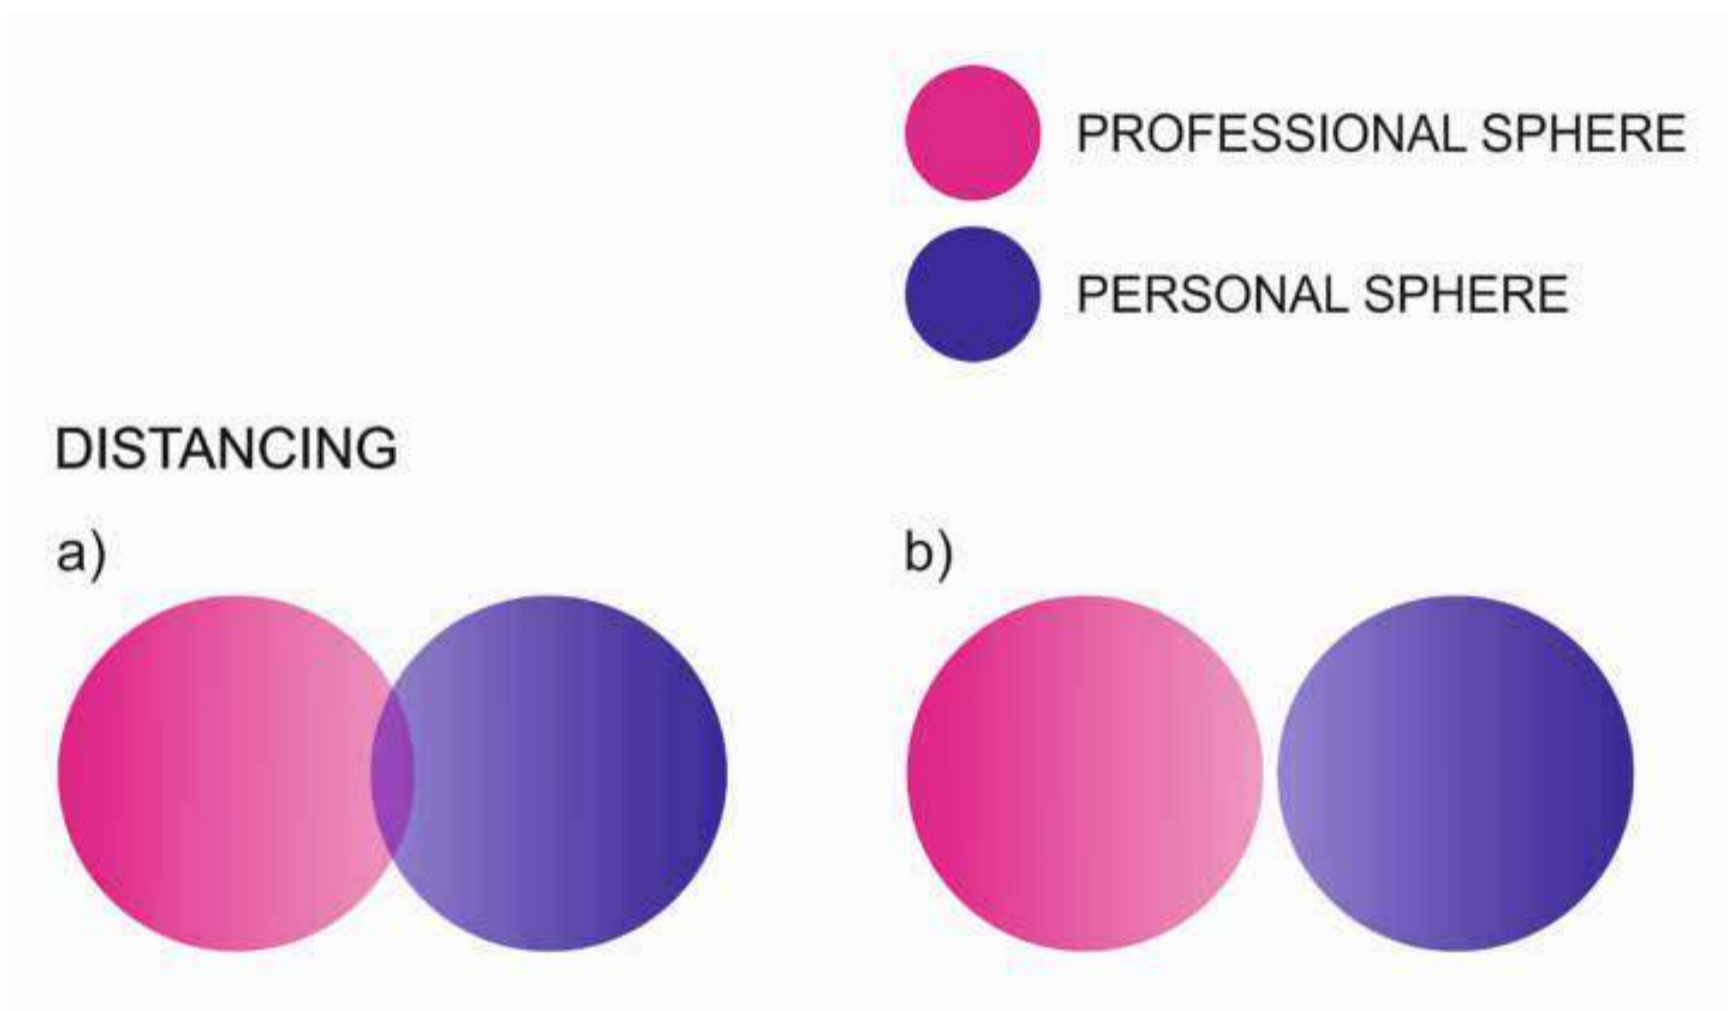 PROFESSIONAL SPHERE
PERSONAL SPHERE
DISTANCING
a)
b)